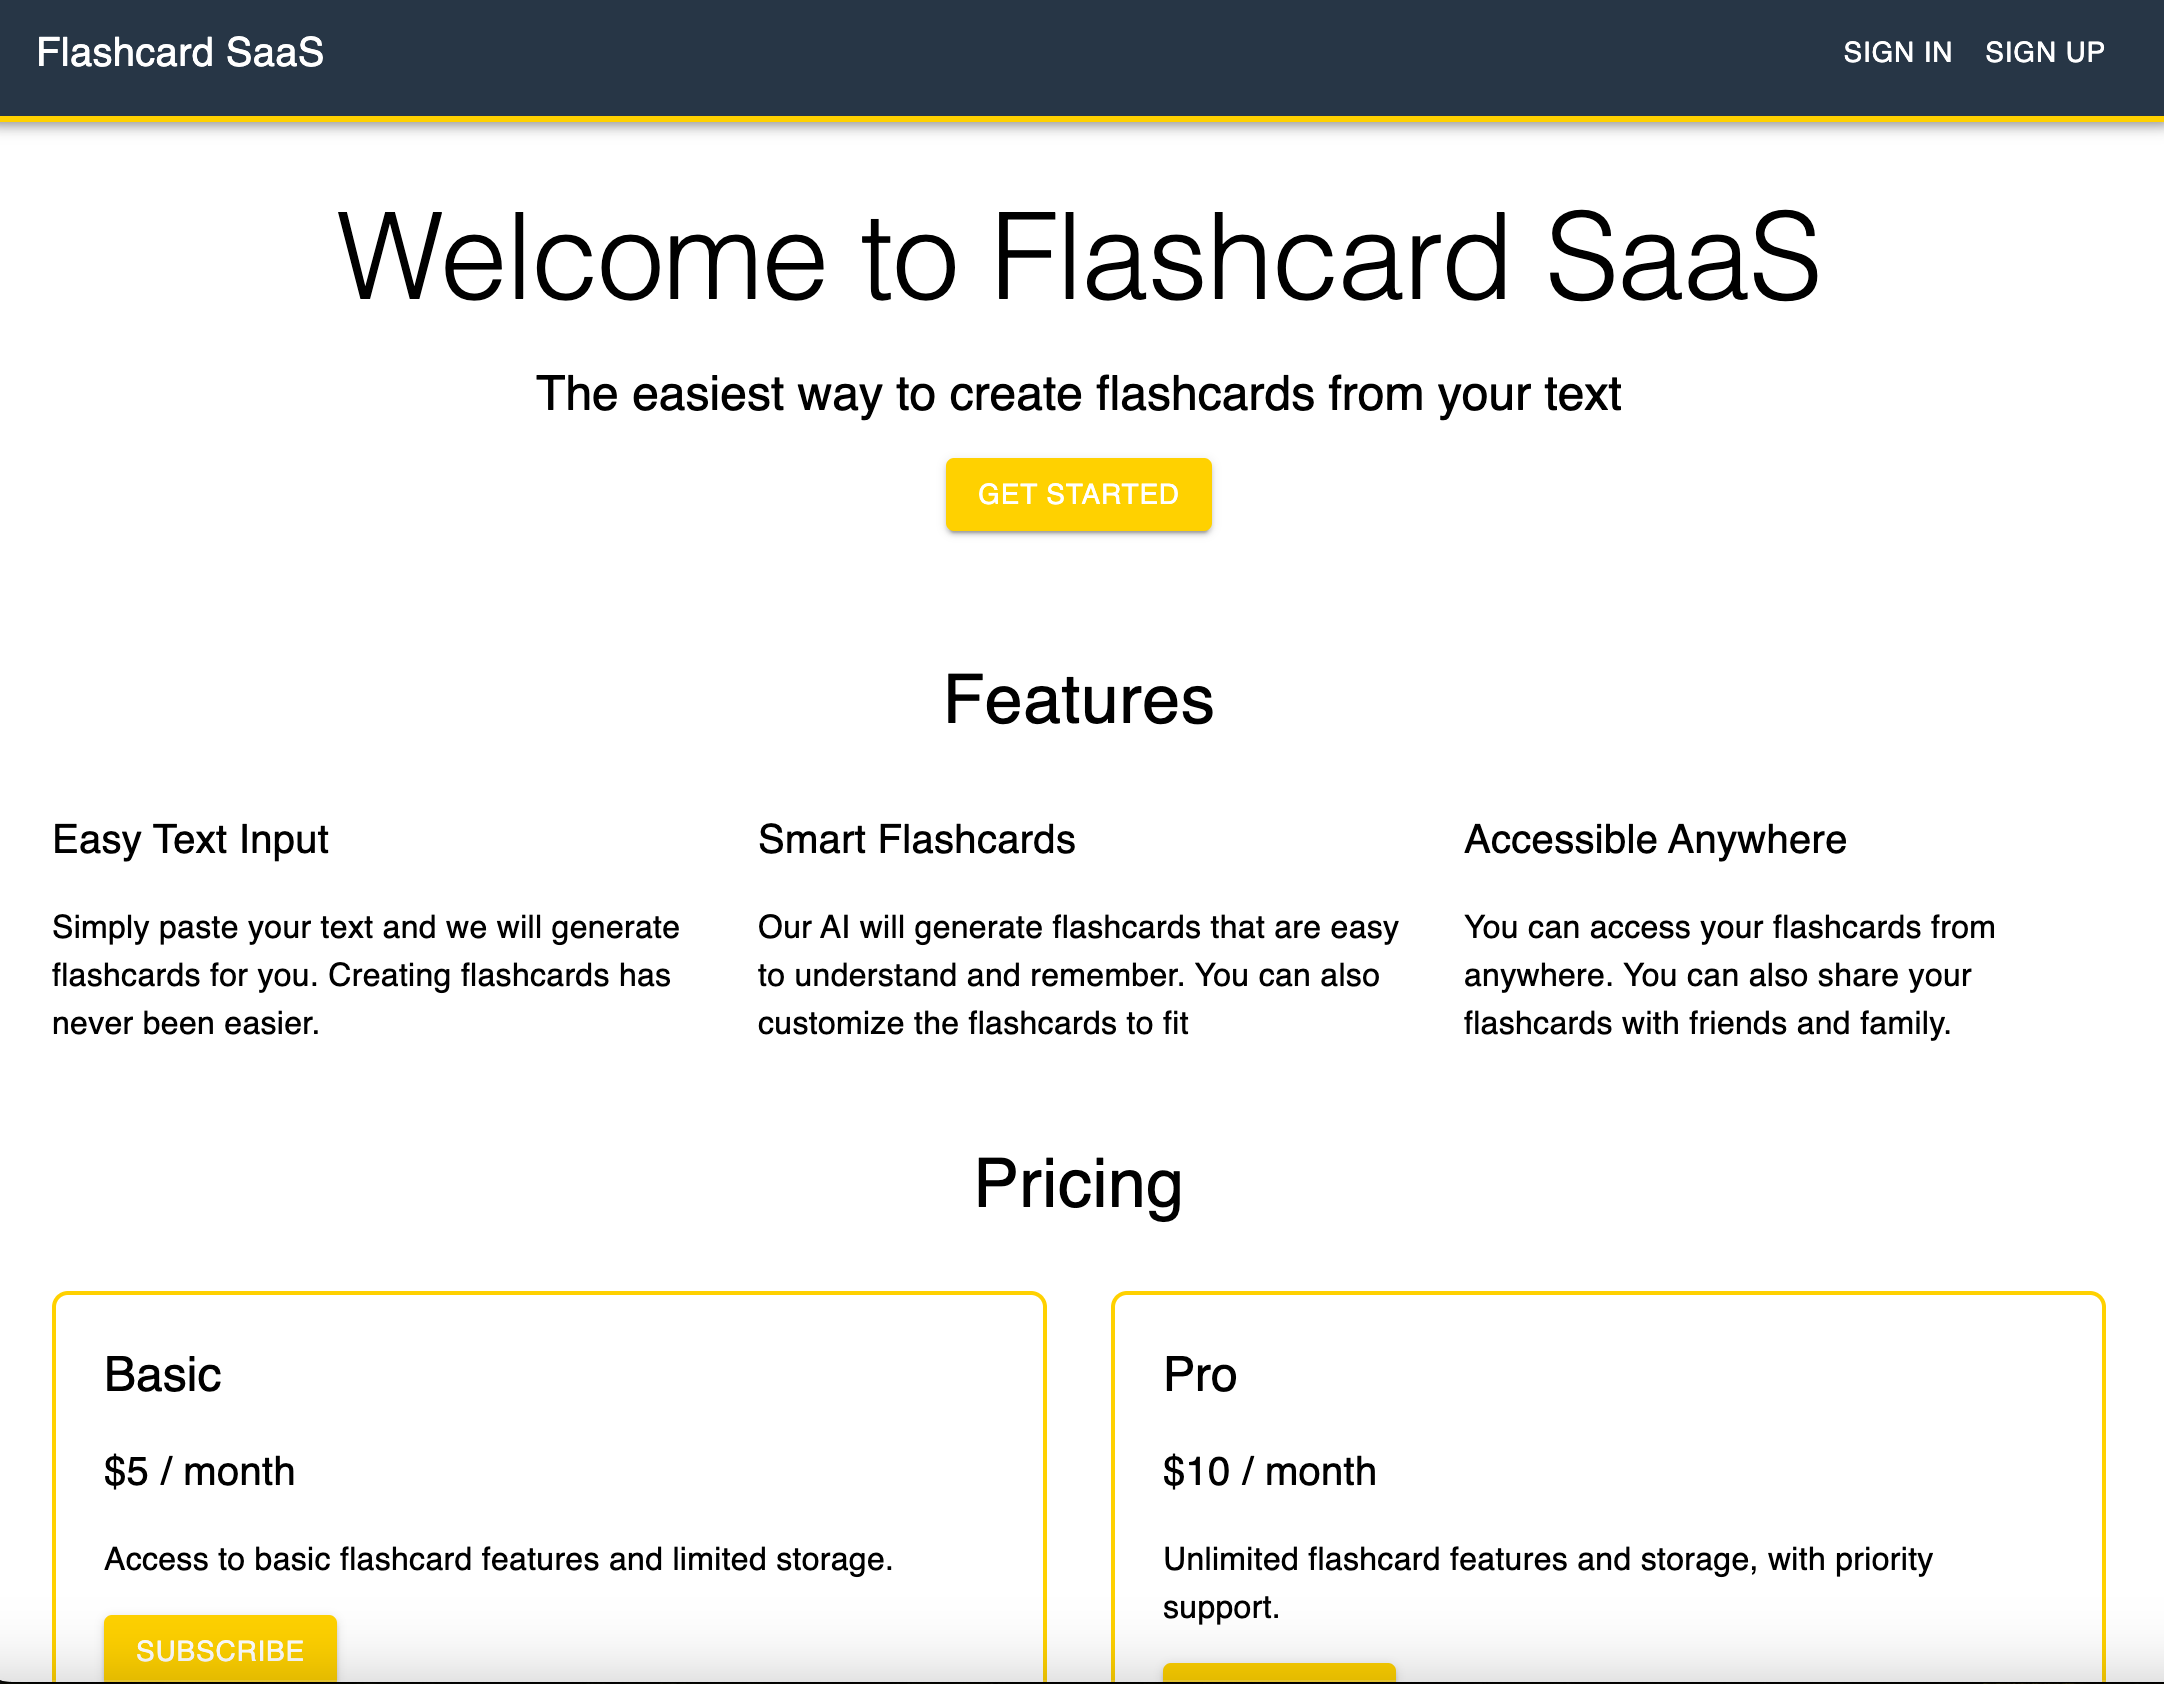 Flashcard SaaS
SIGN IN SIGN UP
Welcome to Flashcard SaaS
The easiest way to create flashcards from your text
GET STARTED
Features
Easy Text Input
Simply paste your text and we will generate
flashcards for you. Creating flashcards has
never been easier.
Smart Flashcards
Our AI will generate flashcards that are easy
to understand and remember. You can also
customize the flashcards to fit
Accessible Anywhere
You can access your flashcards from
anywhere. You can also share your
flashcards with friends and family.
Pricing
Basic
$5 / month
Access to basic flashcard features and limited storage.
SUBSCRIBE
Pro
$10 / month
Unlimited flashcard features and storage, with priority
support.